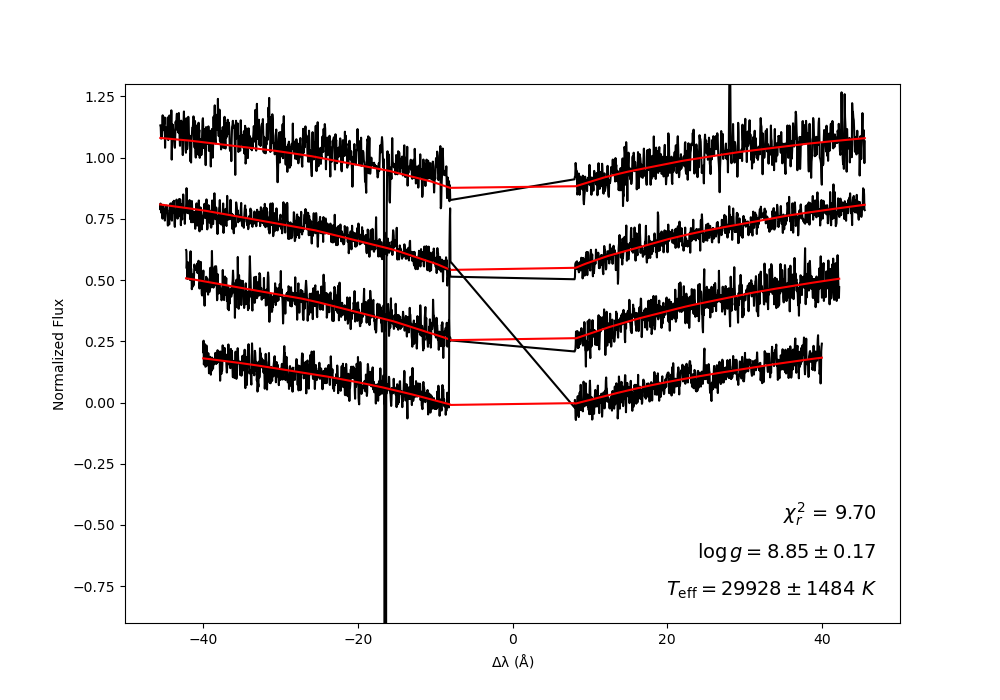 1.25
1.00
0.75
0.50
0.25
0.00
−0.25
−0.50
−0.75
Normalized Flux
χ²ᵣ = 9.70
log g = 8.85 ± 0.17
T_eff = 29928 ± 1484 K
−40 −20 0 20 40
Δλ (Å)